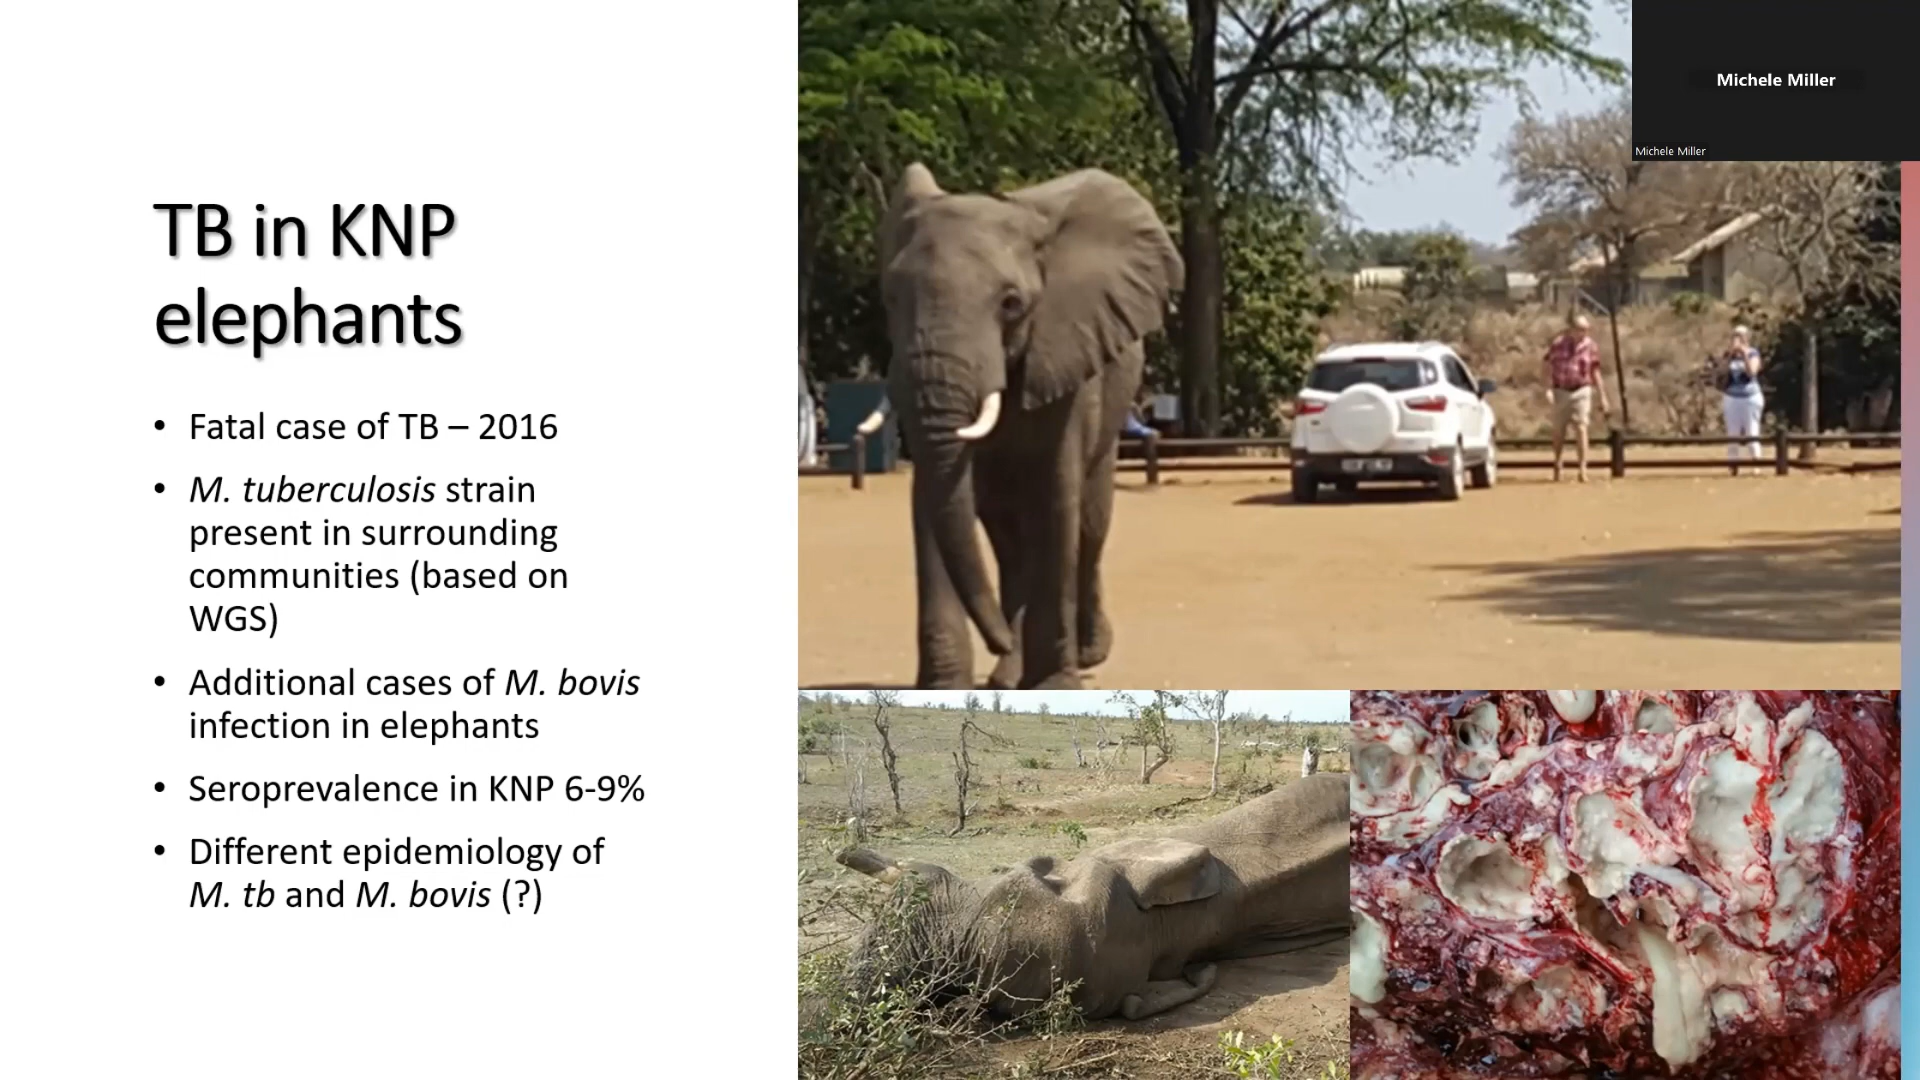 Michele Miller
Michele Miller
TB in KNP
elephants
• Fatal case of TB – 2016
• M. tuberculosis strain
present in surrounding
communities (based on
WGS)
• Additional cases of M. bovis
infection in elephants
• Seroprevalence in KNP 6-9%
• Different epidemiology of
M. tb and M. bovis (?)